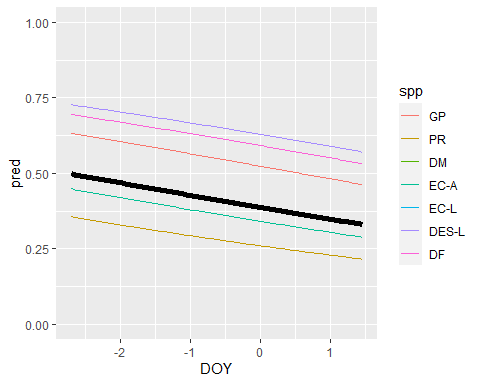 1.00
0.75
0.50
0.25
0.00
pred
-2
-1
0
1
DOY
spp
GP
PR
DM
EC-A
EC-L
DES-L
DF